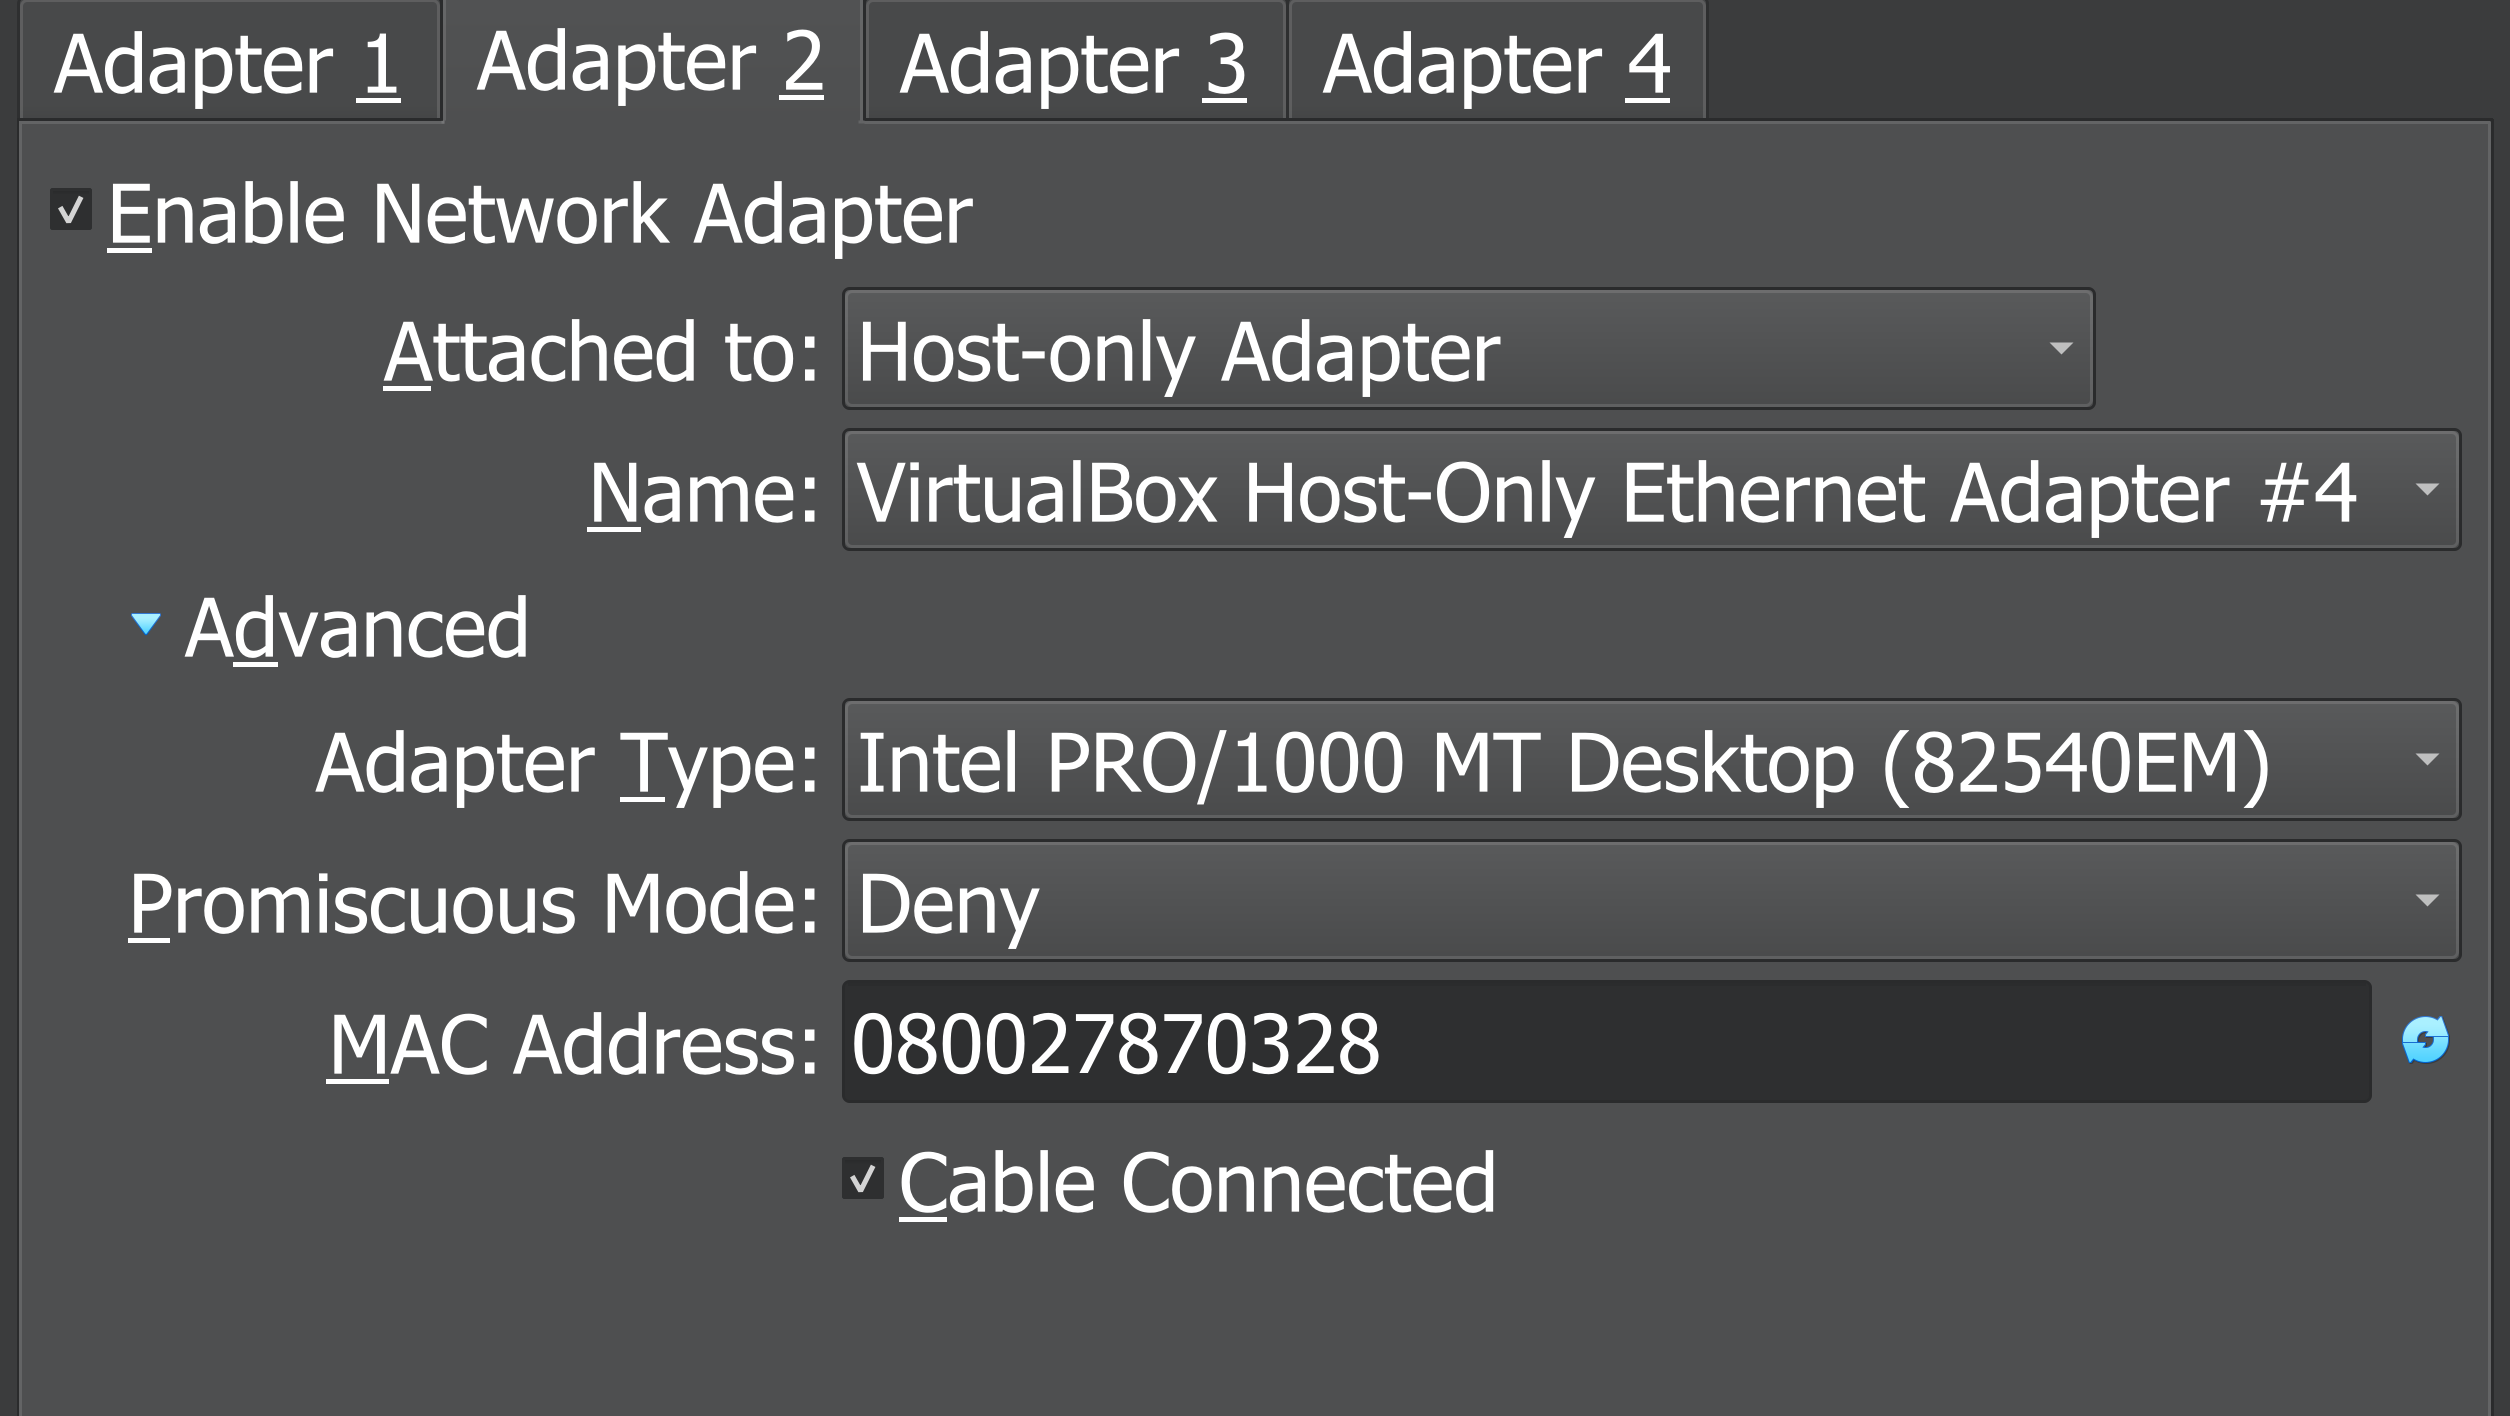 Adapter 1 Adapter 2 Adapter 3 Adapter 4
Enable Network Adapter
Attached to: Host-only Adapter
Name: VirtualBox Host-Only Ethernet Adapter #4
Advanced
Adapter Type: Intel PRO/1000 MT Desktop (82540EM)
Promiscuous Mode: Deny
MAC Address: 080027870328
Cable Connected